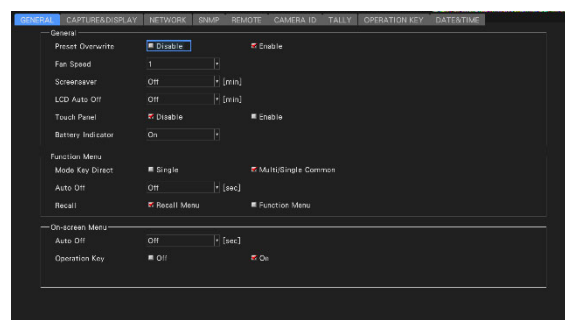 GENERAL CAPTURE&DISPLAY NETWORK SNMP REMOTE CAMERA ID TALLY OPERATION KEY DATE&TIME
General
Preset Overwrite Disable Enable
Fan Speed 1
Screensaver Off [min]
LCD Auto Off Off [min]
Touch Panel Disable Enable
Battery Indicator On
Function Menu
Mode Key Direct Single Multi/Single Common
Auto Off Off [sec]
Recall Recall Menu Function Menu
On-screen Menu
Auto Off Off [sec]
Operation Key Off On